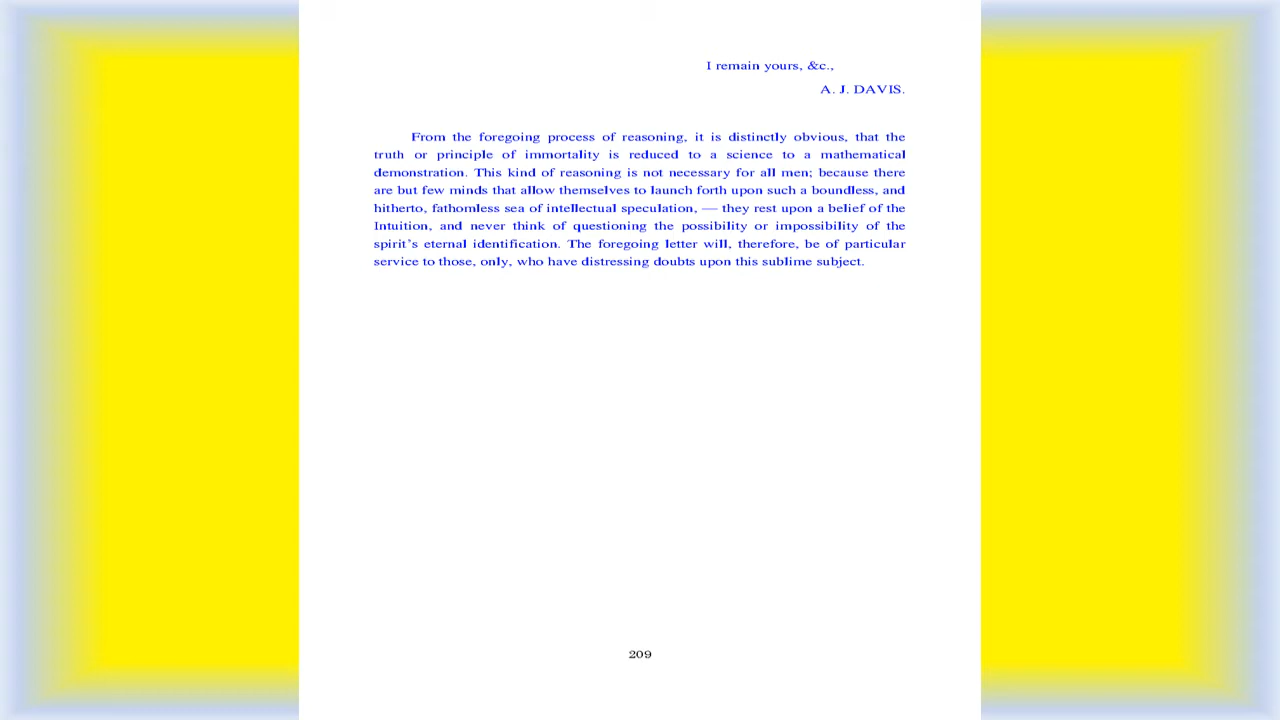 I remain yours, &c.,
A. J. DAVIS.
From the foregoing process of reasoning, it is distinctly obvious, that the
truth or principle of immortality is reduced to a science to a mathematical
demonstration. This kind of reasoning is not necessary for all men; because there
are but few minds that allow themselves to launch forth upon such a boundless, and
hitherto, fathomless sea of intellectual speculation, — they rest upon a belief of the
Intuition, and never think of questioning the possibility or impossibility of the
spirit’s eternal identification. The foregoing letter will, therefore, be of particular
service to those, only, who have distressing doubts upon this sublime subject.
209